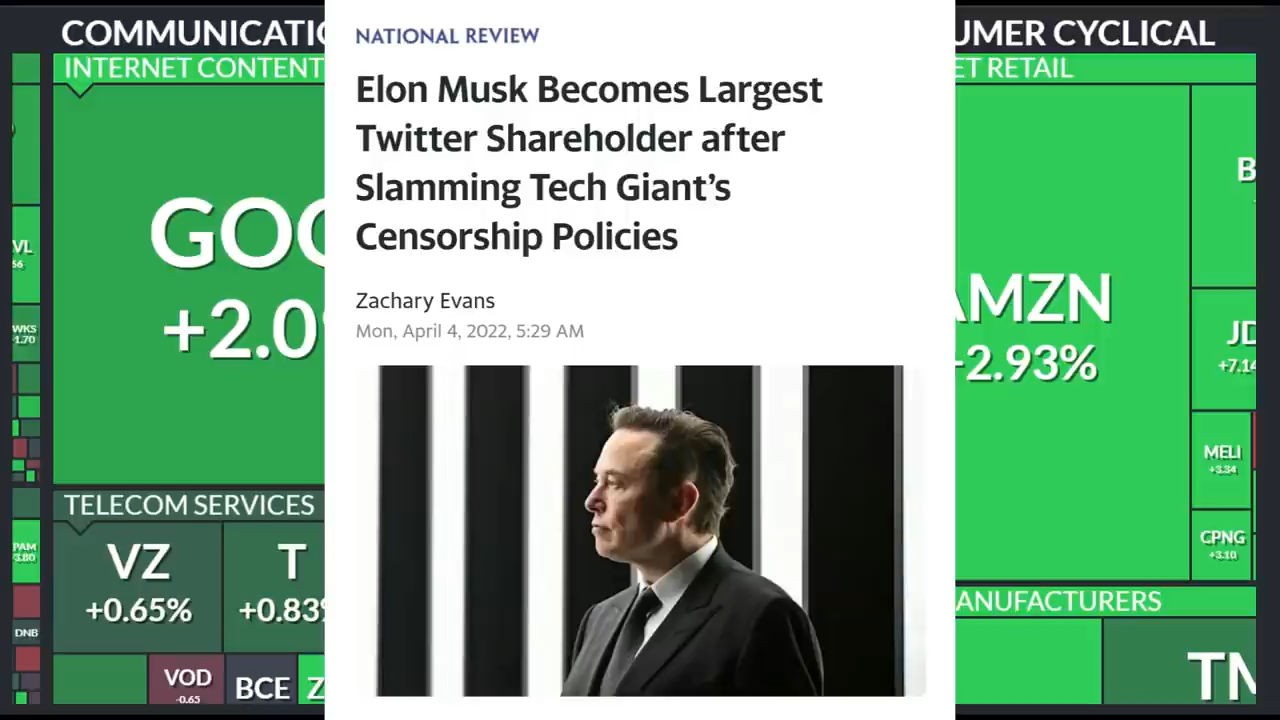 COMMUNICATIO
INTERNET CONTENT
GOO
+2.0
VL
WKS
TELECOM SERVICES
VZ
+0.65%
T
+0.83
PAM
DNB
VOD
-0.65
BCE
Z
NATIONAL REVIEW
Elon Musk Becomes Largest
Twitter Shareholder after
Slamming Tech Giant’s
Censorship Policies
Zachary Evans
Mon, April 4, 2022, 5:29 AM
UMER CYCLICAL
ET RETAIL
AMZN
2.93%
B
JD
+7.14
MELI
+3.34
CPNG
+3.10
ANUFACTURERS
TM